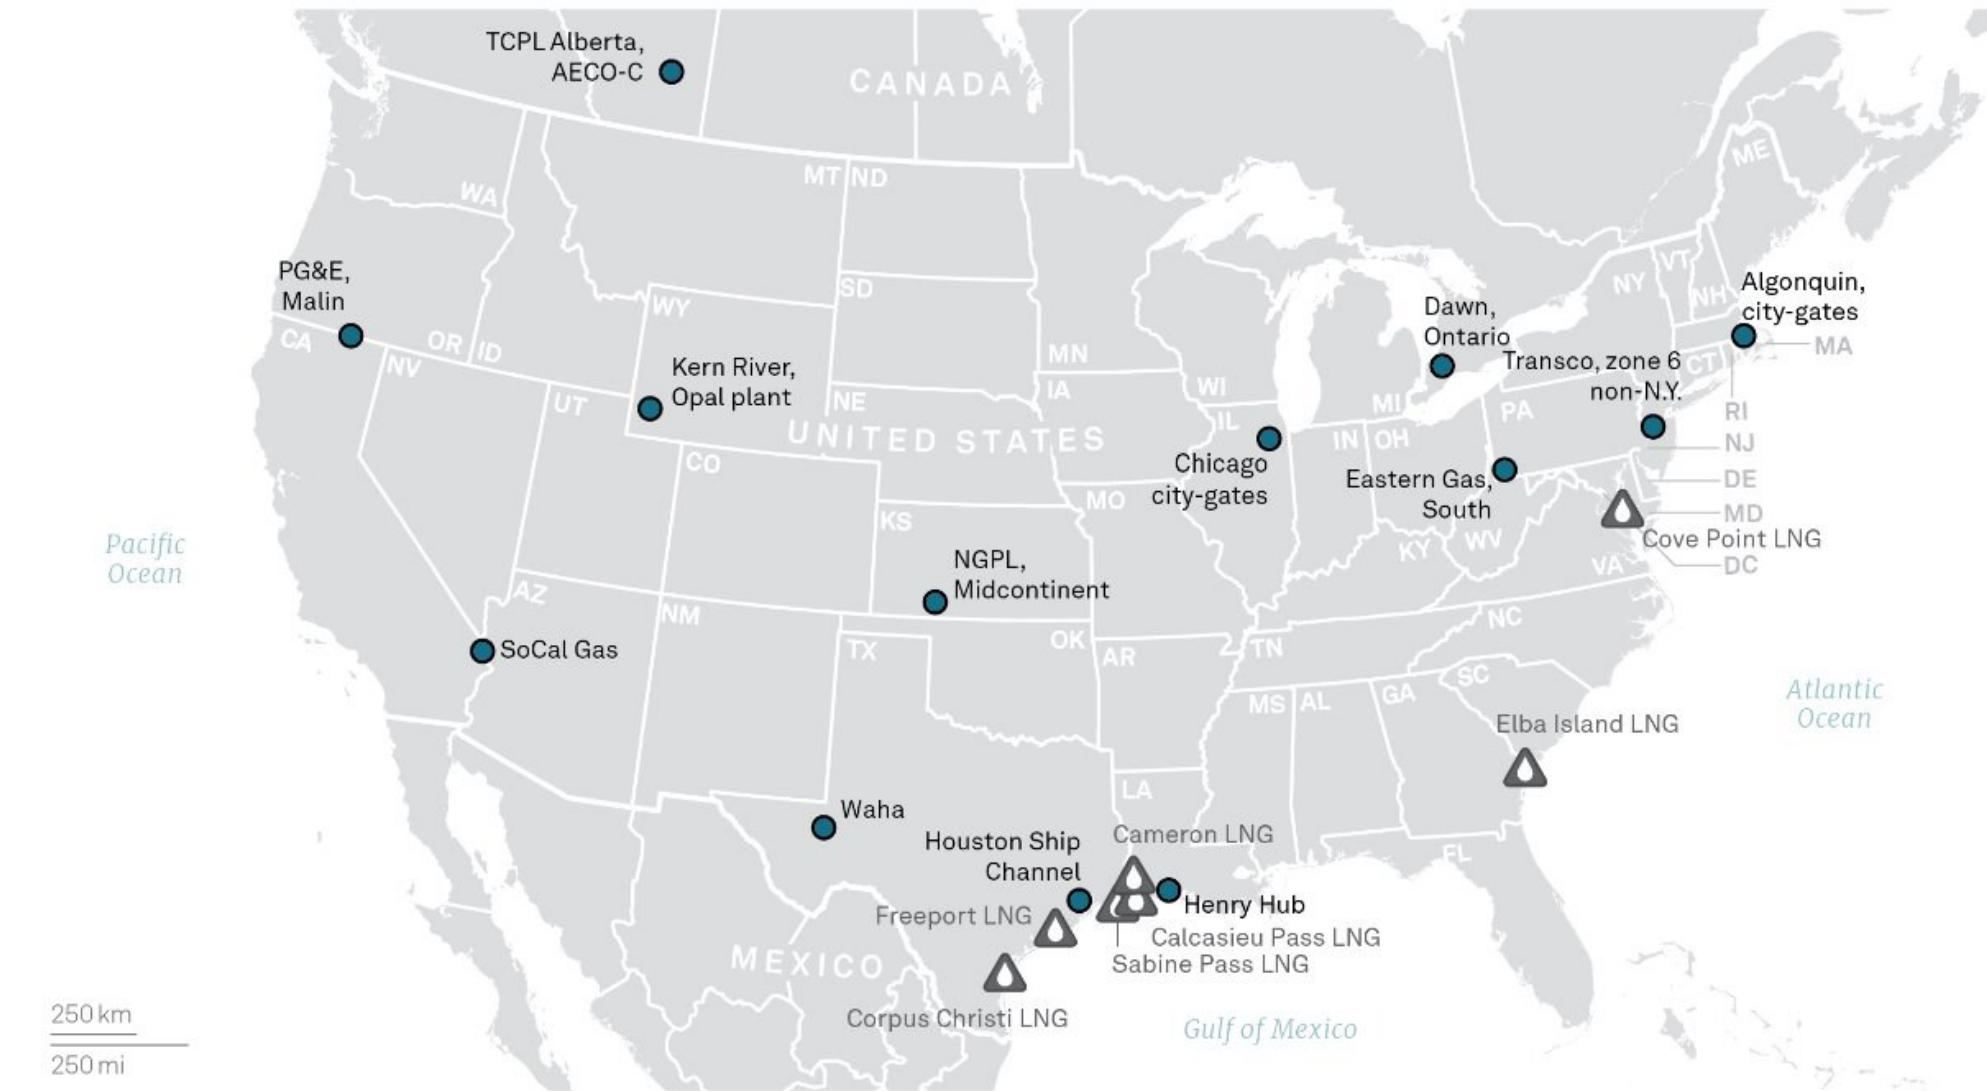 TCPL Alberta,
AECO-C
CANADA
ME
MT
ND
WA
PG&E,
Malin
VT
NY
NH
Algonquin,
city-gates
SD
WY
Dawn,
Ontario
CA
OR
ID
MN
MA
NV
Kern River,
Opal plant
Transco, zone 6
non-N.Y.
CT
UT
NE
IA
WI
MI
PA
RI
IL
UNITED STATES
IN
OH
NJ
CO
Chicago
city-gates
Eastern Gas,
South
DE
MO
MD
KS
Cove Point LNG
WV
KY
Pacific
Ocean
VA
DC
NGPL,
Midcontinent
AZ
NM
NC
OK
TX
SoCal Gas
AR
TN
SC
GA
MS
AL
Atlantic
Ocean
Elba Island LNG
LA
Waha
Cameron LNG
Houston Ship
Channel
FL
Henry Hub
Freeport LNG
Calcasieu Pass LNG
Sabine Pass LNG
MEXICO
Corpus Christi LNG
Gulf of Mexico
250 km
250 mi